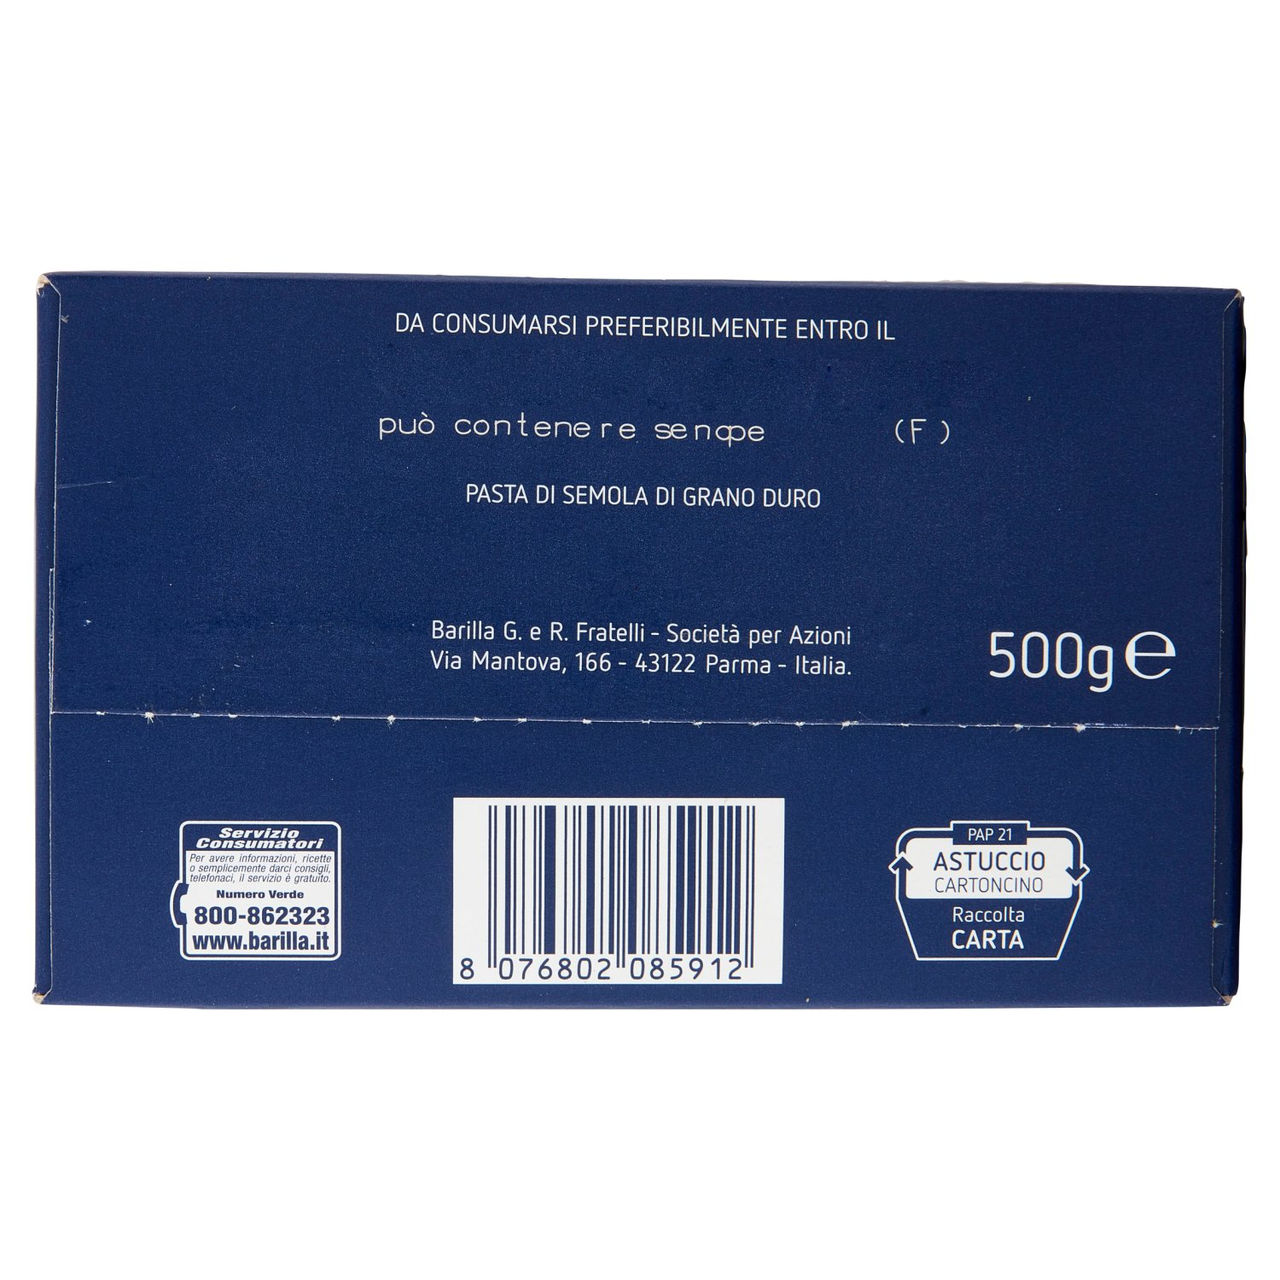 DA CONSUMARSI PREFERIBILMENTE ENTRO IL
può contenere senape (F)
PASTA DI SEMOLA DI GRANO DURO
Barilla G. e R. Fratelli - Società per Azioni
Via Mantova, 166 - 43122 Parma - Italia.
500g ℮
Servizio
Consumatori
Per avere informazioni, ricette
o semplicemente darci consigli,
telefonaci, il servizio è gratuito.
Numero Verde
800-862323
www.barilla.it
8 076802 085912
PAP 21
ASTUCCIO
CARTONCINO
Raccolta
CARTA